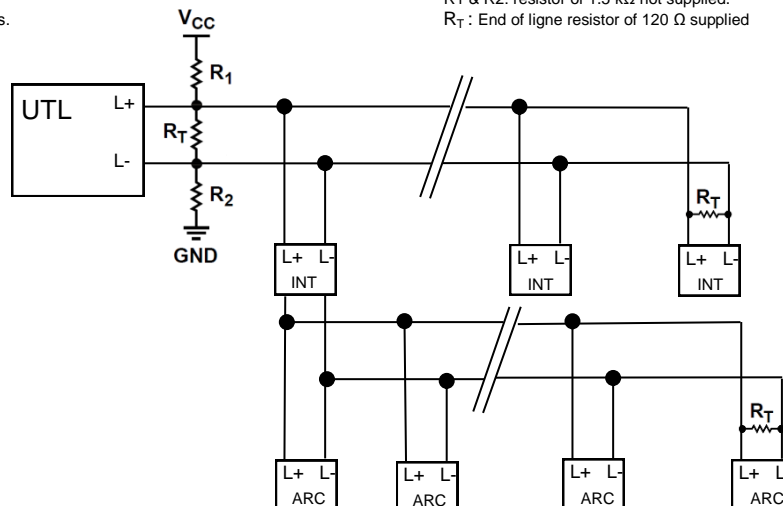 s.
R1 & R2: resistor of 1.5 kΩ not supplied.
RT : End of ligne resistor of 120 Ω supplied
VCC
R1
UTL
L+
RT
L-
R2
GND
RT
L+ L-
INT
L+ L-
INT
L+ L-
INT
RT
L+ L-
ARC
L+ L-
ARC
L+ L-
ARC
L+ L
ARC